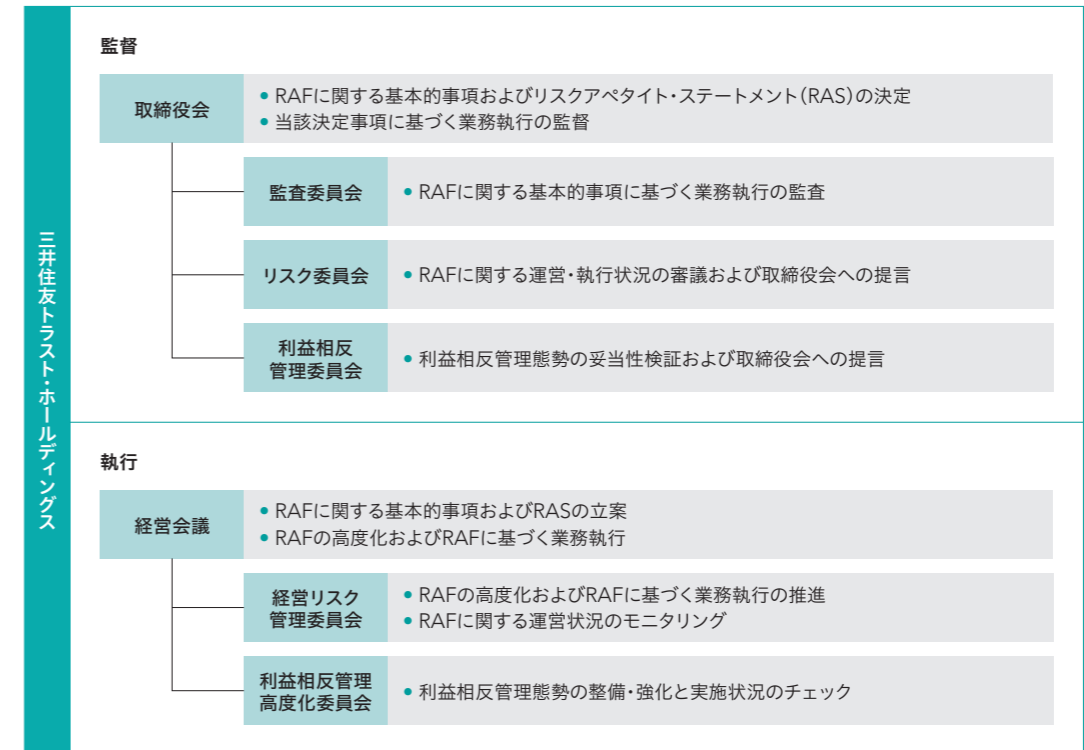 三井住友トラスト・ホールディングス
監督
取締役会
• RAFに関する基本的事項およびリスクアペタイト・ステートメント(RAS)の決定
• 当該決定事項に基づく業務執行の監督
監査委員会
• RAFに関する基本的事項に基づく業務執行の監査
リスク委員会
• RAFに関する運営・執行状況の審議および取締役会への提言
利益相反
管理委員会
• 利益相反管理態勢の妥当性検証および取締役会への提言
執行
経営会議
• RAFに関する基本的事項およびRASの立案
• RAFの高度化およびRAFに基づく業務執行
経営リスク
管理委員会
• RAFの高度化およびRAFに基づく業務執行の推進
• RAFに関する運営状況のモニタリング
利益相反管理
高度化委員会
• 利益相反管理態勢の整備・強化と実施状況のチェック